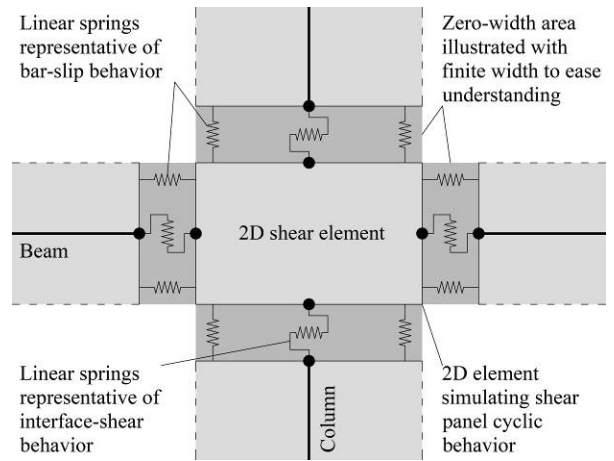 Linear springs
representative of
bar-slip behavior
Zero-width area
illustrated with
finite width to ease
understanding
2D shear element
Beam
Linear springs
representative of
interface-shear
behavior
Column
2D element
simulating shear
panel cyclic
behavior